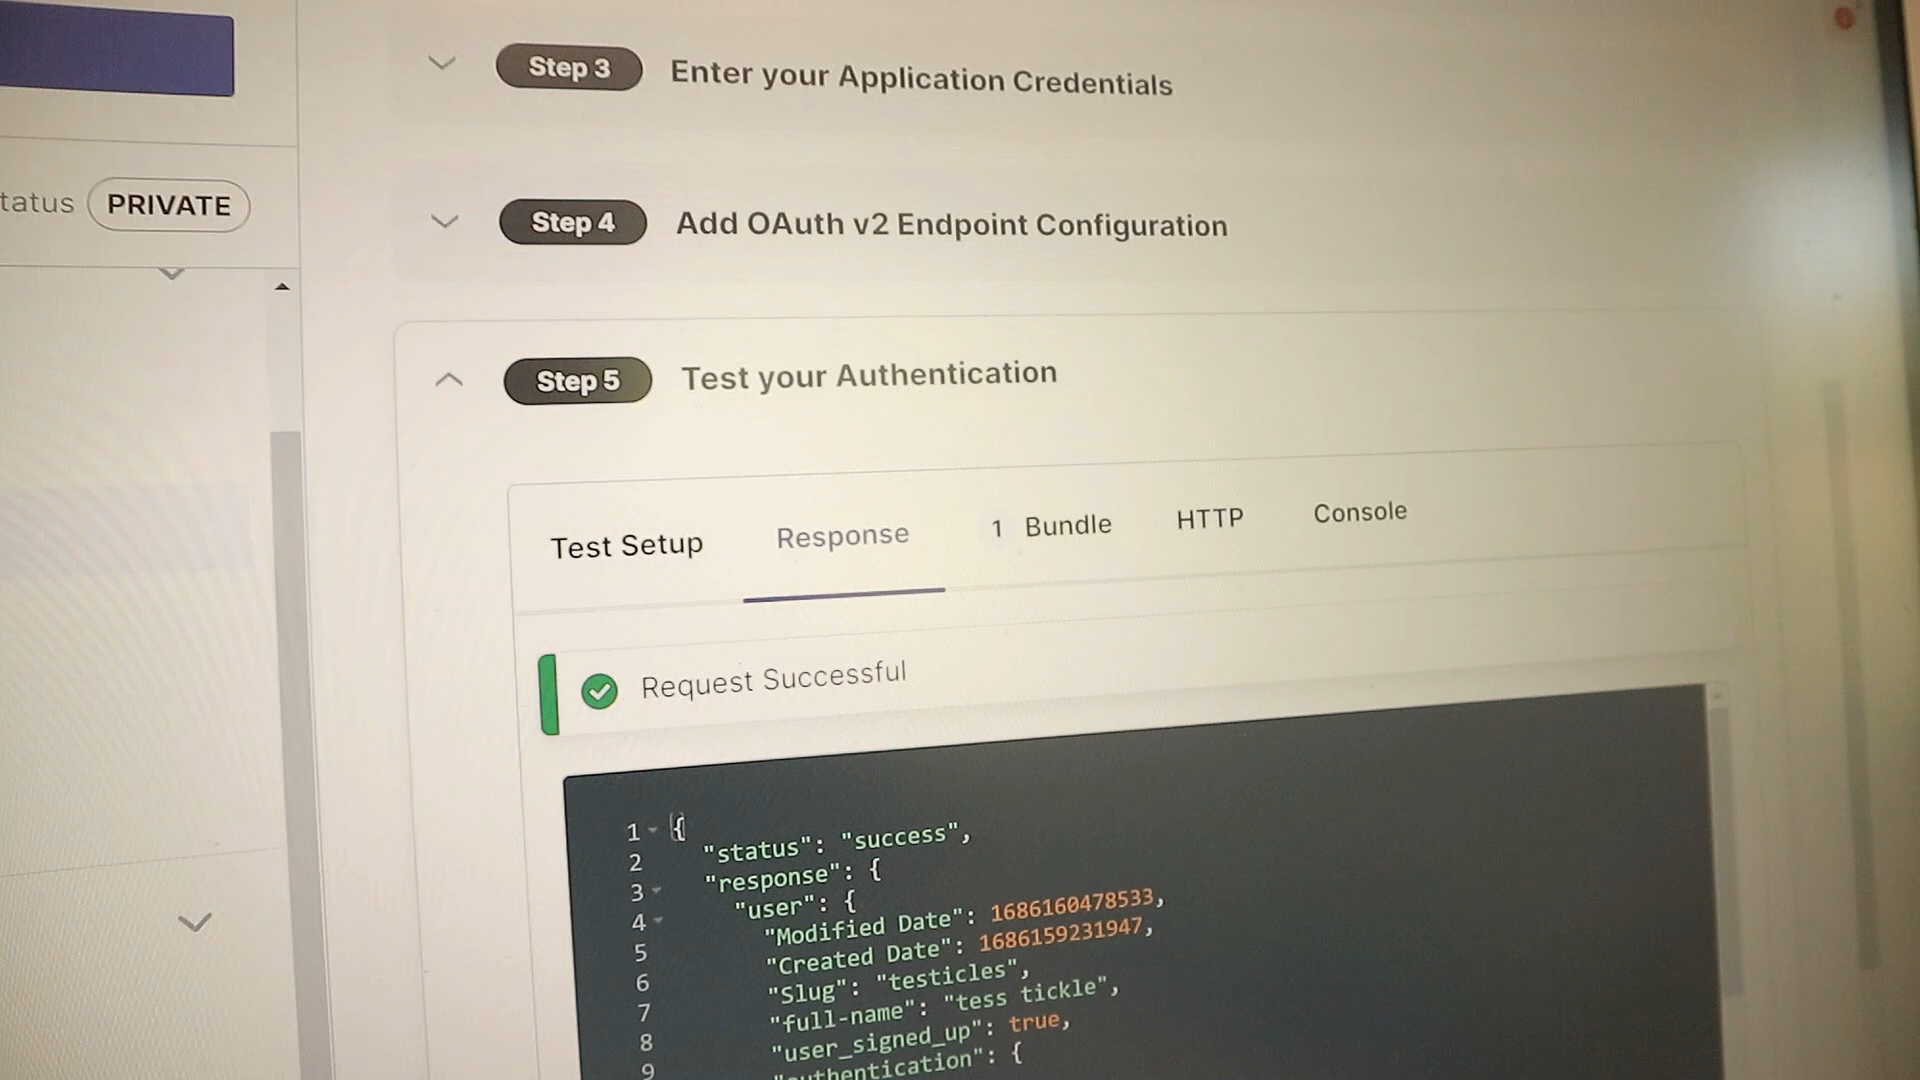 Step 3 Enter your Application Credentials
tatus PRIVATE
Step 4 Add OAuth v2 Endpoint Configuration
Step 5 Test your Authentication
Test Setup Response 1 Bundle HTTP Console
Request Successful
1 {
2 "status": "success",
3 "response": {
4 "user": {
5 "Modified Date": 1686160478533,
6 "Created Date": 1686159231947,
7 "Slug": "testicles",
8 "full-name": "tess tickle",
9 "user_signed_up": true,
"authentication": {